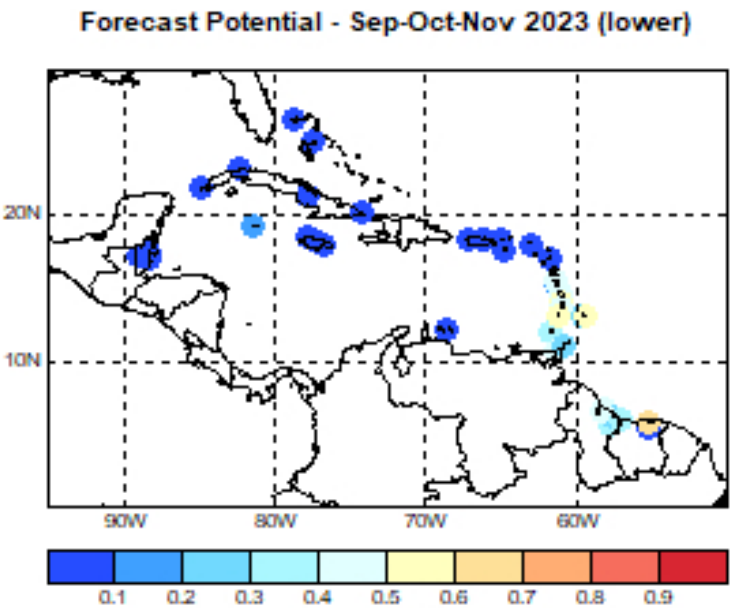 Forecast Potential - Sep-Oct-Nov 2023 (lower)
20N
10N
90W 80W 70W 60W
0.1 0.2 0.3 0.4 0.5 0.6 0.7 0.8 0.9